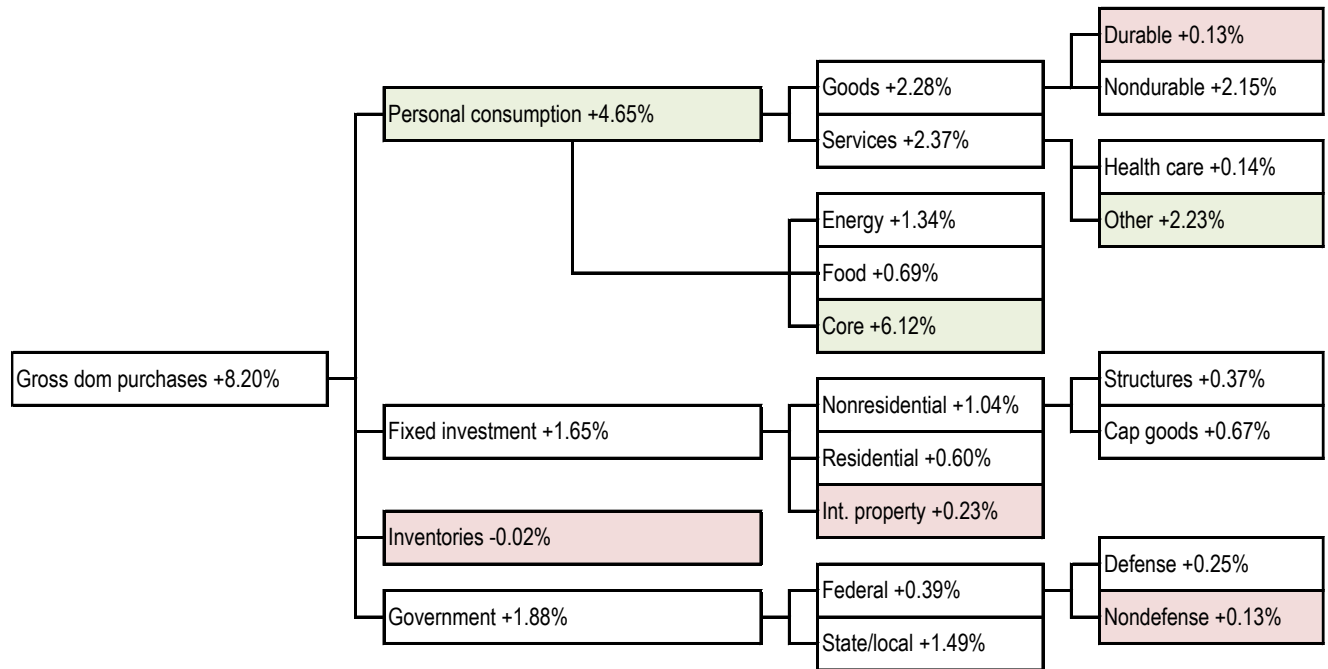 Gross dom purchases +8.20%
Personal consumption +4.65%
Goods +2.28%
Durable +0.13%
Nondurable +2.15%
Services +2.37%
Health care +0.14%
Other +2.23%
Energy +1.34%
Food +0.69%
Core +6.12%
Fixed investment +1.65%
Nonresidential +1.04%
Structures +0.37%
Cap goods +0.67%
Residential +0.60%
Int. property +0.23%
Inventories -0.02%
Government +1.88%
Federal +0.39%
Defense +0.25%
Nondefense +0.13%
State/local +1.49%